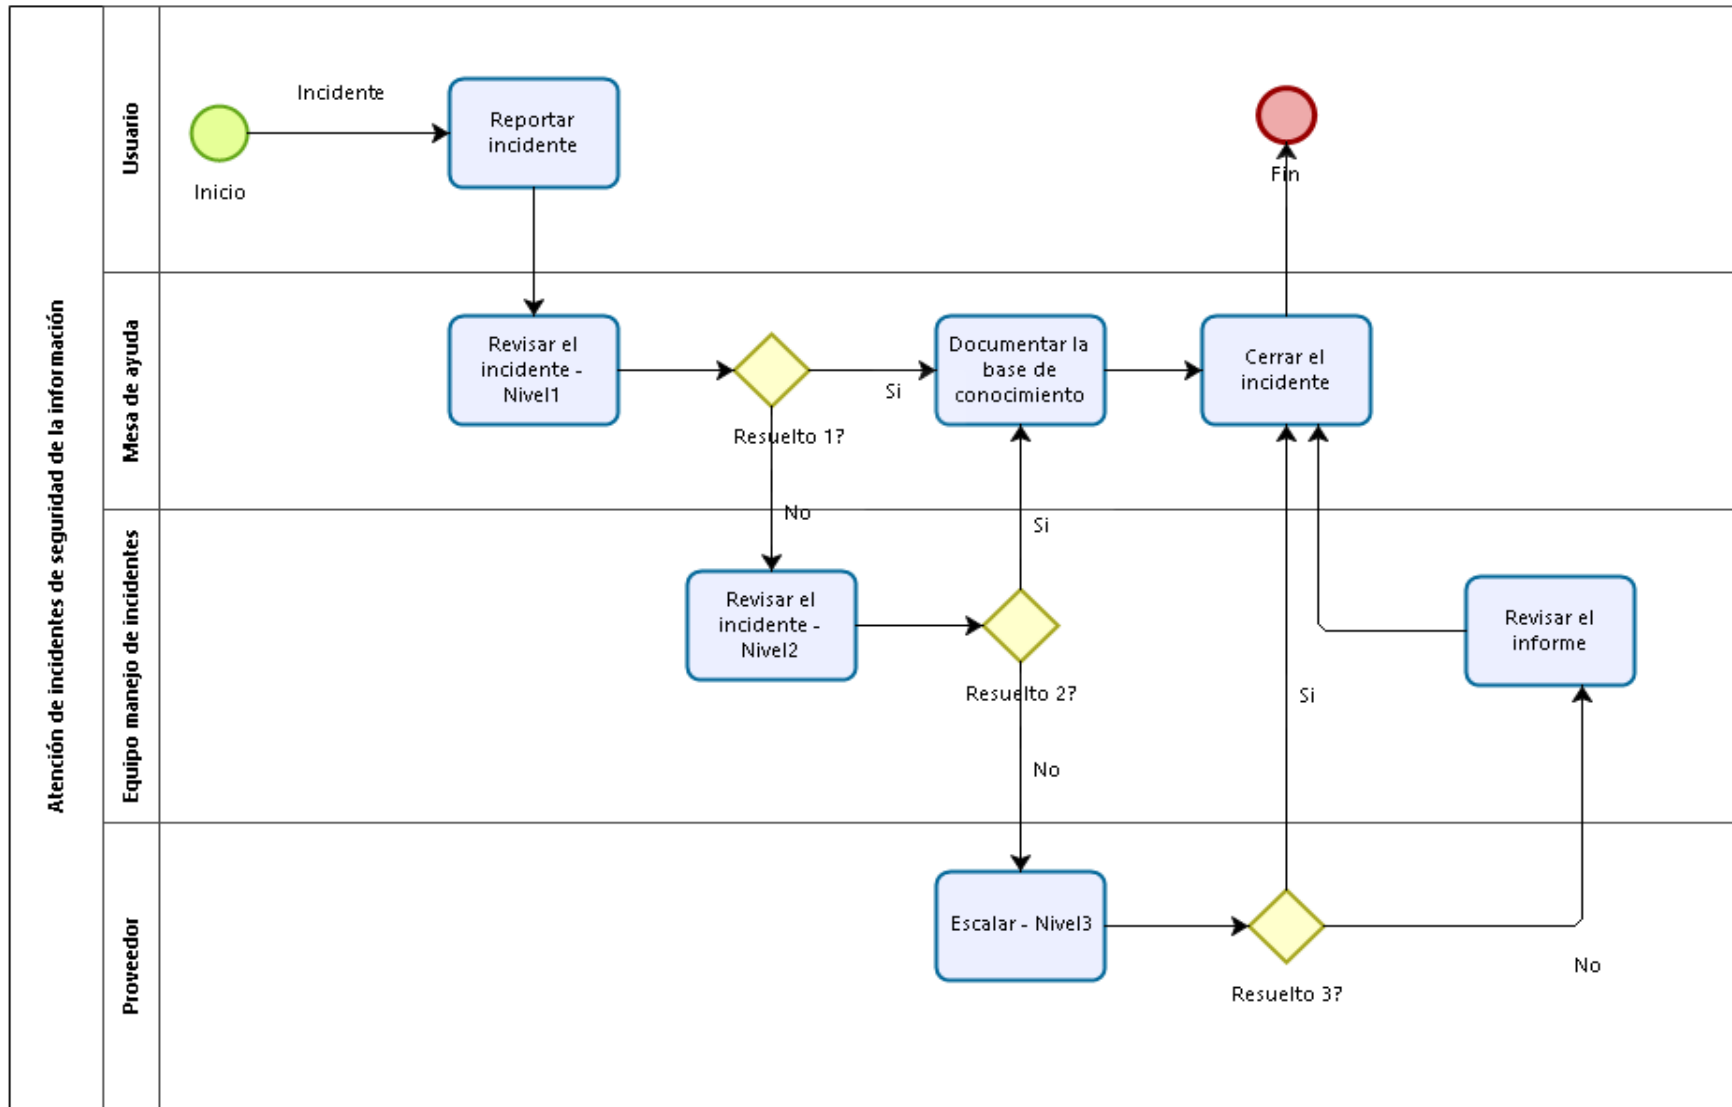 Atención de incidentes de seguridad de la información
Usuario
Incidente
Inicio
Reportar
incidente
Fin
Mesa de ayuda
Revisar el
incidente -
Nivel1
Resuelto 1?
Si
No
Documentar la
base de
conocimiento
Cerrar el
incidente
Equipo manejo de incidentes
Revisar el
incidente -
Nivel2
Resuelto 2?
Si
No
Si
Revisar el
informe
Proveedor
Escalar - Nivel3
Resuelto 3?
No